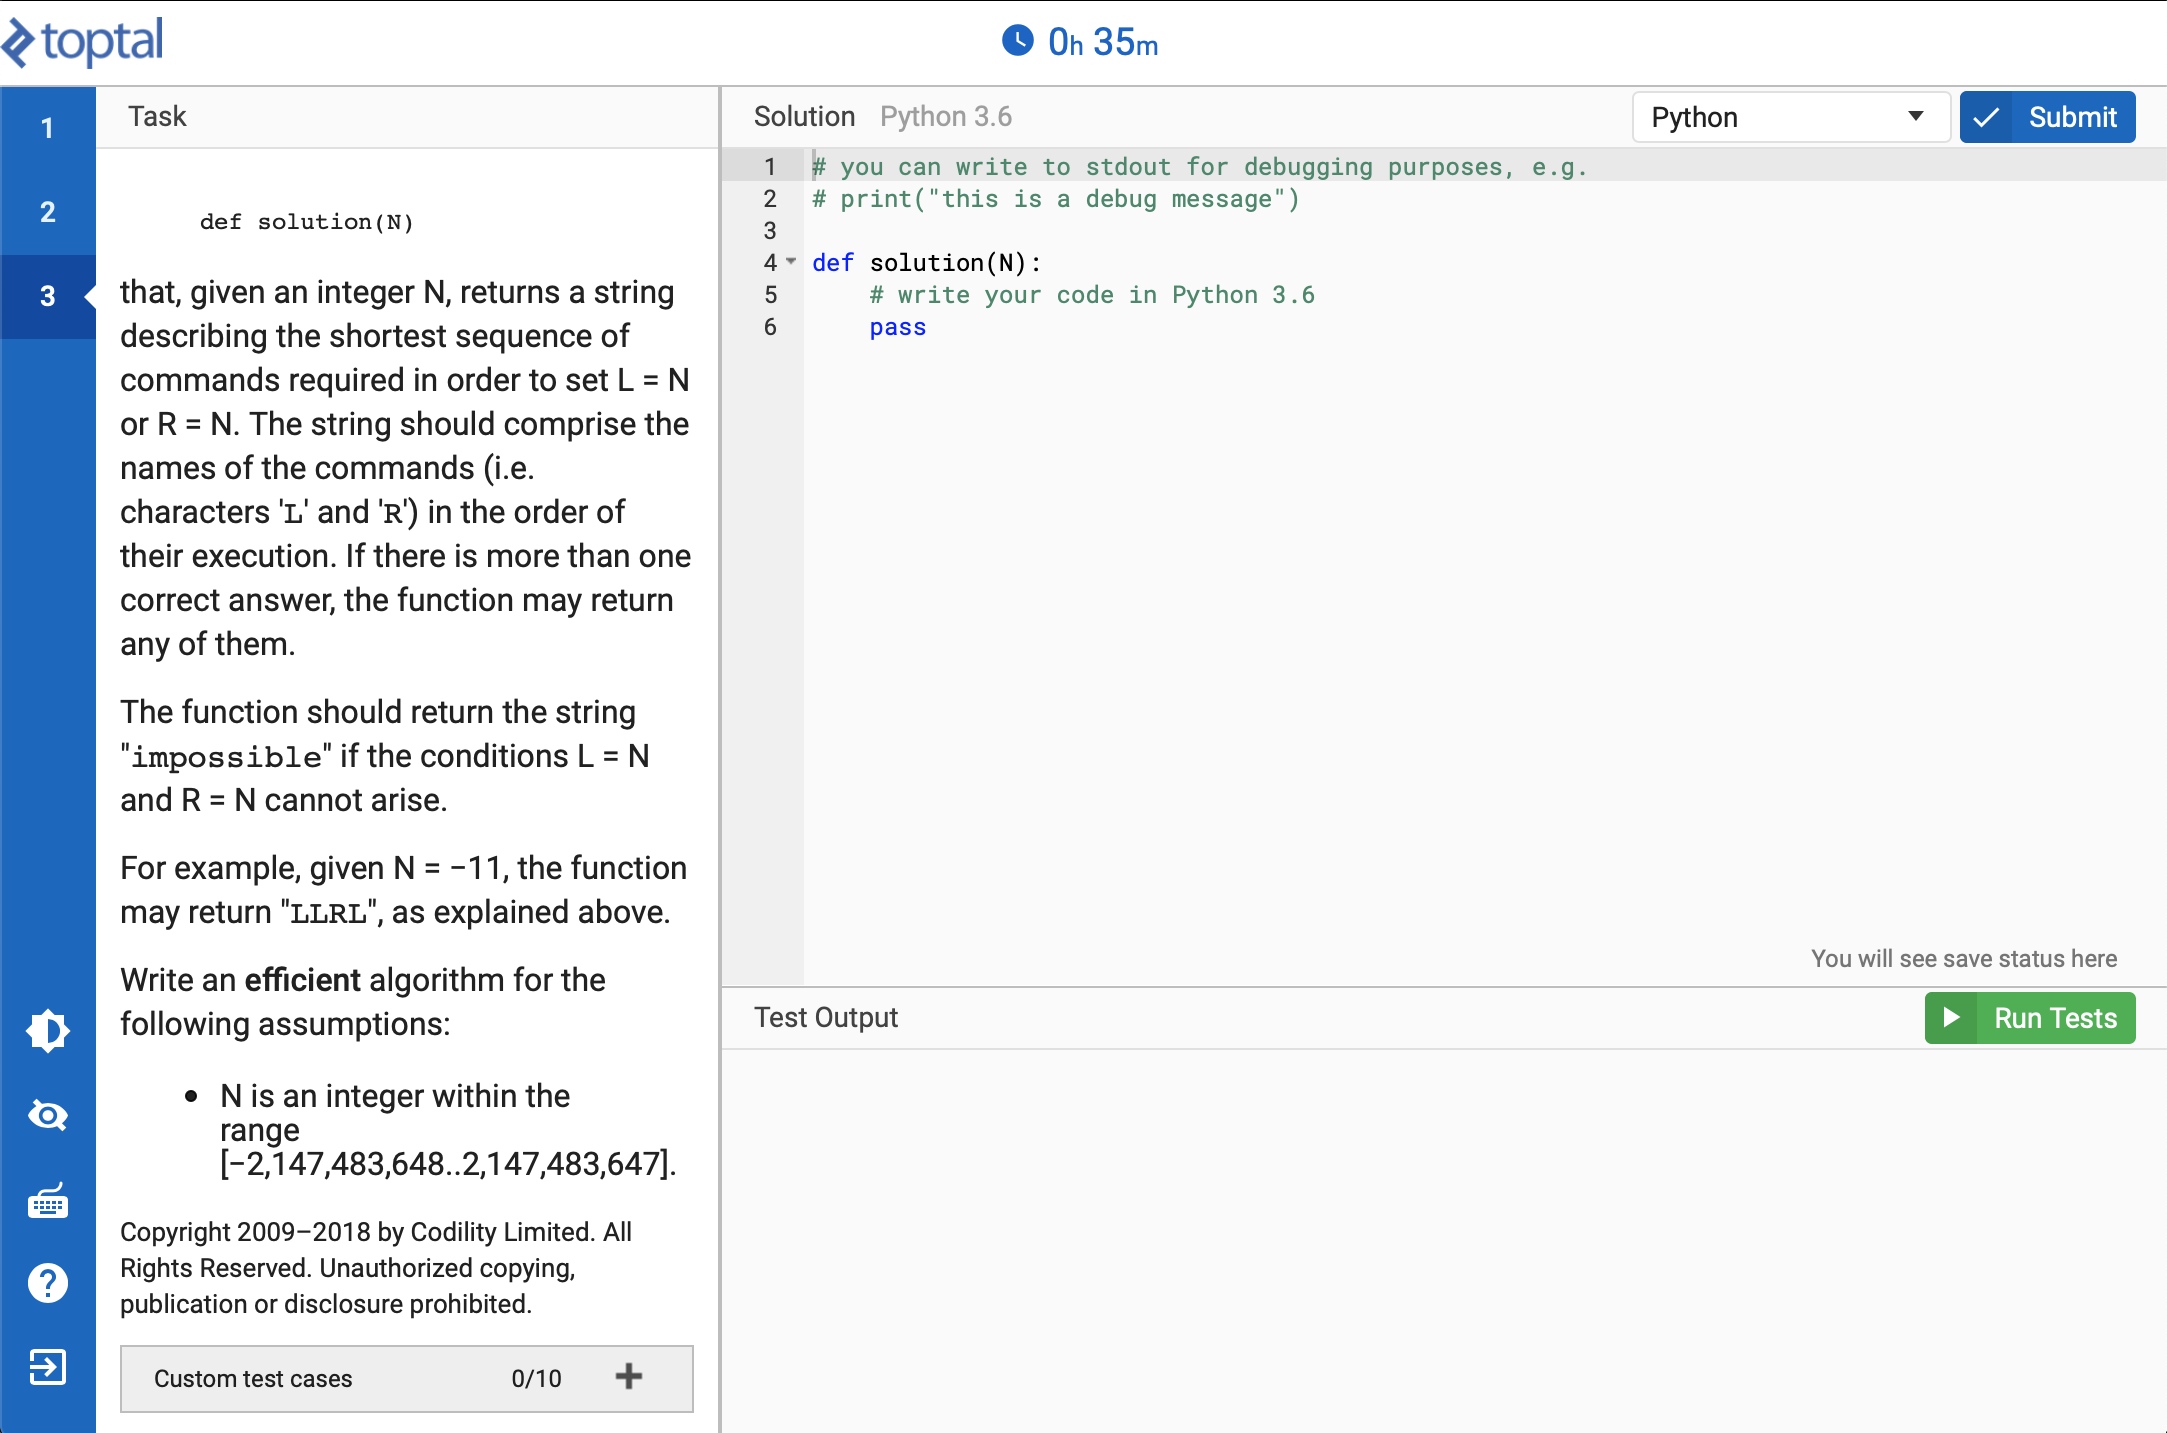 toptal
0h 35m
1
2
3
Task
def solution(N)
that, given an integer N, returns a string
describing the shortest sequence of
commands required in order to set L = N
or R = N. The string should comprise the
names of the commands (i.e.
characters 'L' and 'R') in the order of
their execution. If there is more than one
correct answer, the function may return
any of them.
The function should return the string
"impossible" if the conditions L = N
and R = N cannot arise.
For example, given N = −11, the function
may return "LLRL", as explained above.
Write an efficient algorithm for the
following assumptions:
• N is an integer within the
range
[−2,147,483,648..2,147,483,647].
Copyright 2009–2018 by Codility Limited. All
Rights Reserved. Unauthorized copying,
publication or disclosure prohibited.
Custom test cases 0/10 +
Solution Python 3.6
Python
Submit
1 # you can write to stdout for debugging purposes, e.g.
2 # print("this is a debug message")
3
4 def solution(N):
5 # write your code in Python 3.6
6 pass
You will see save status here
Test Output
Run Tests